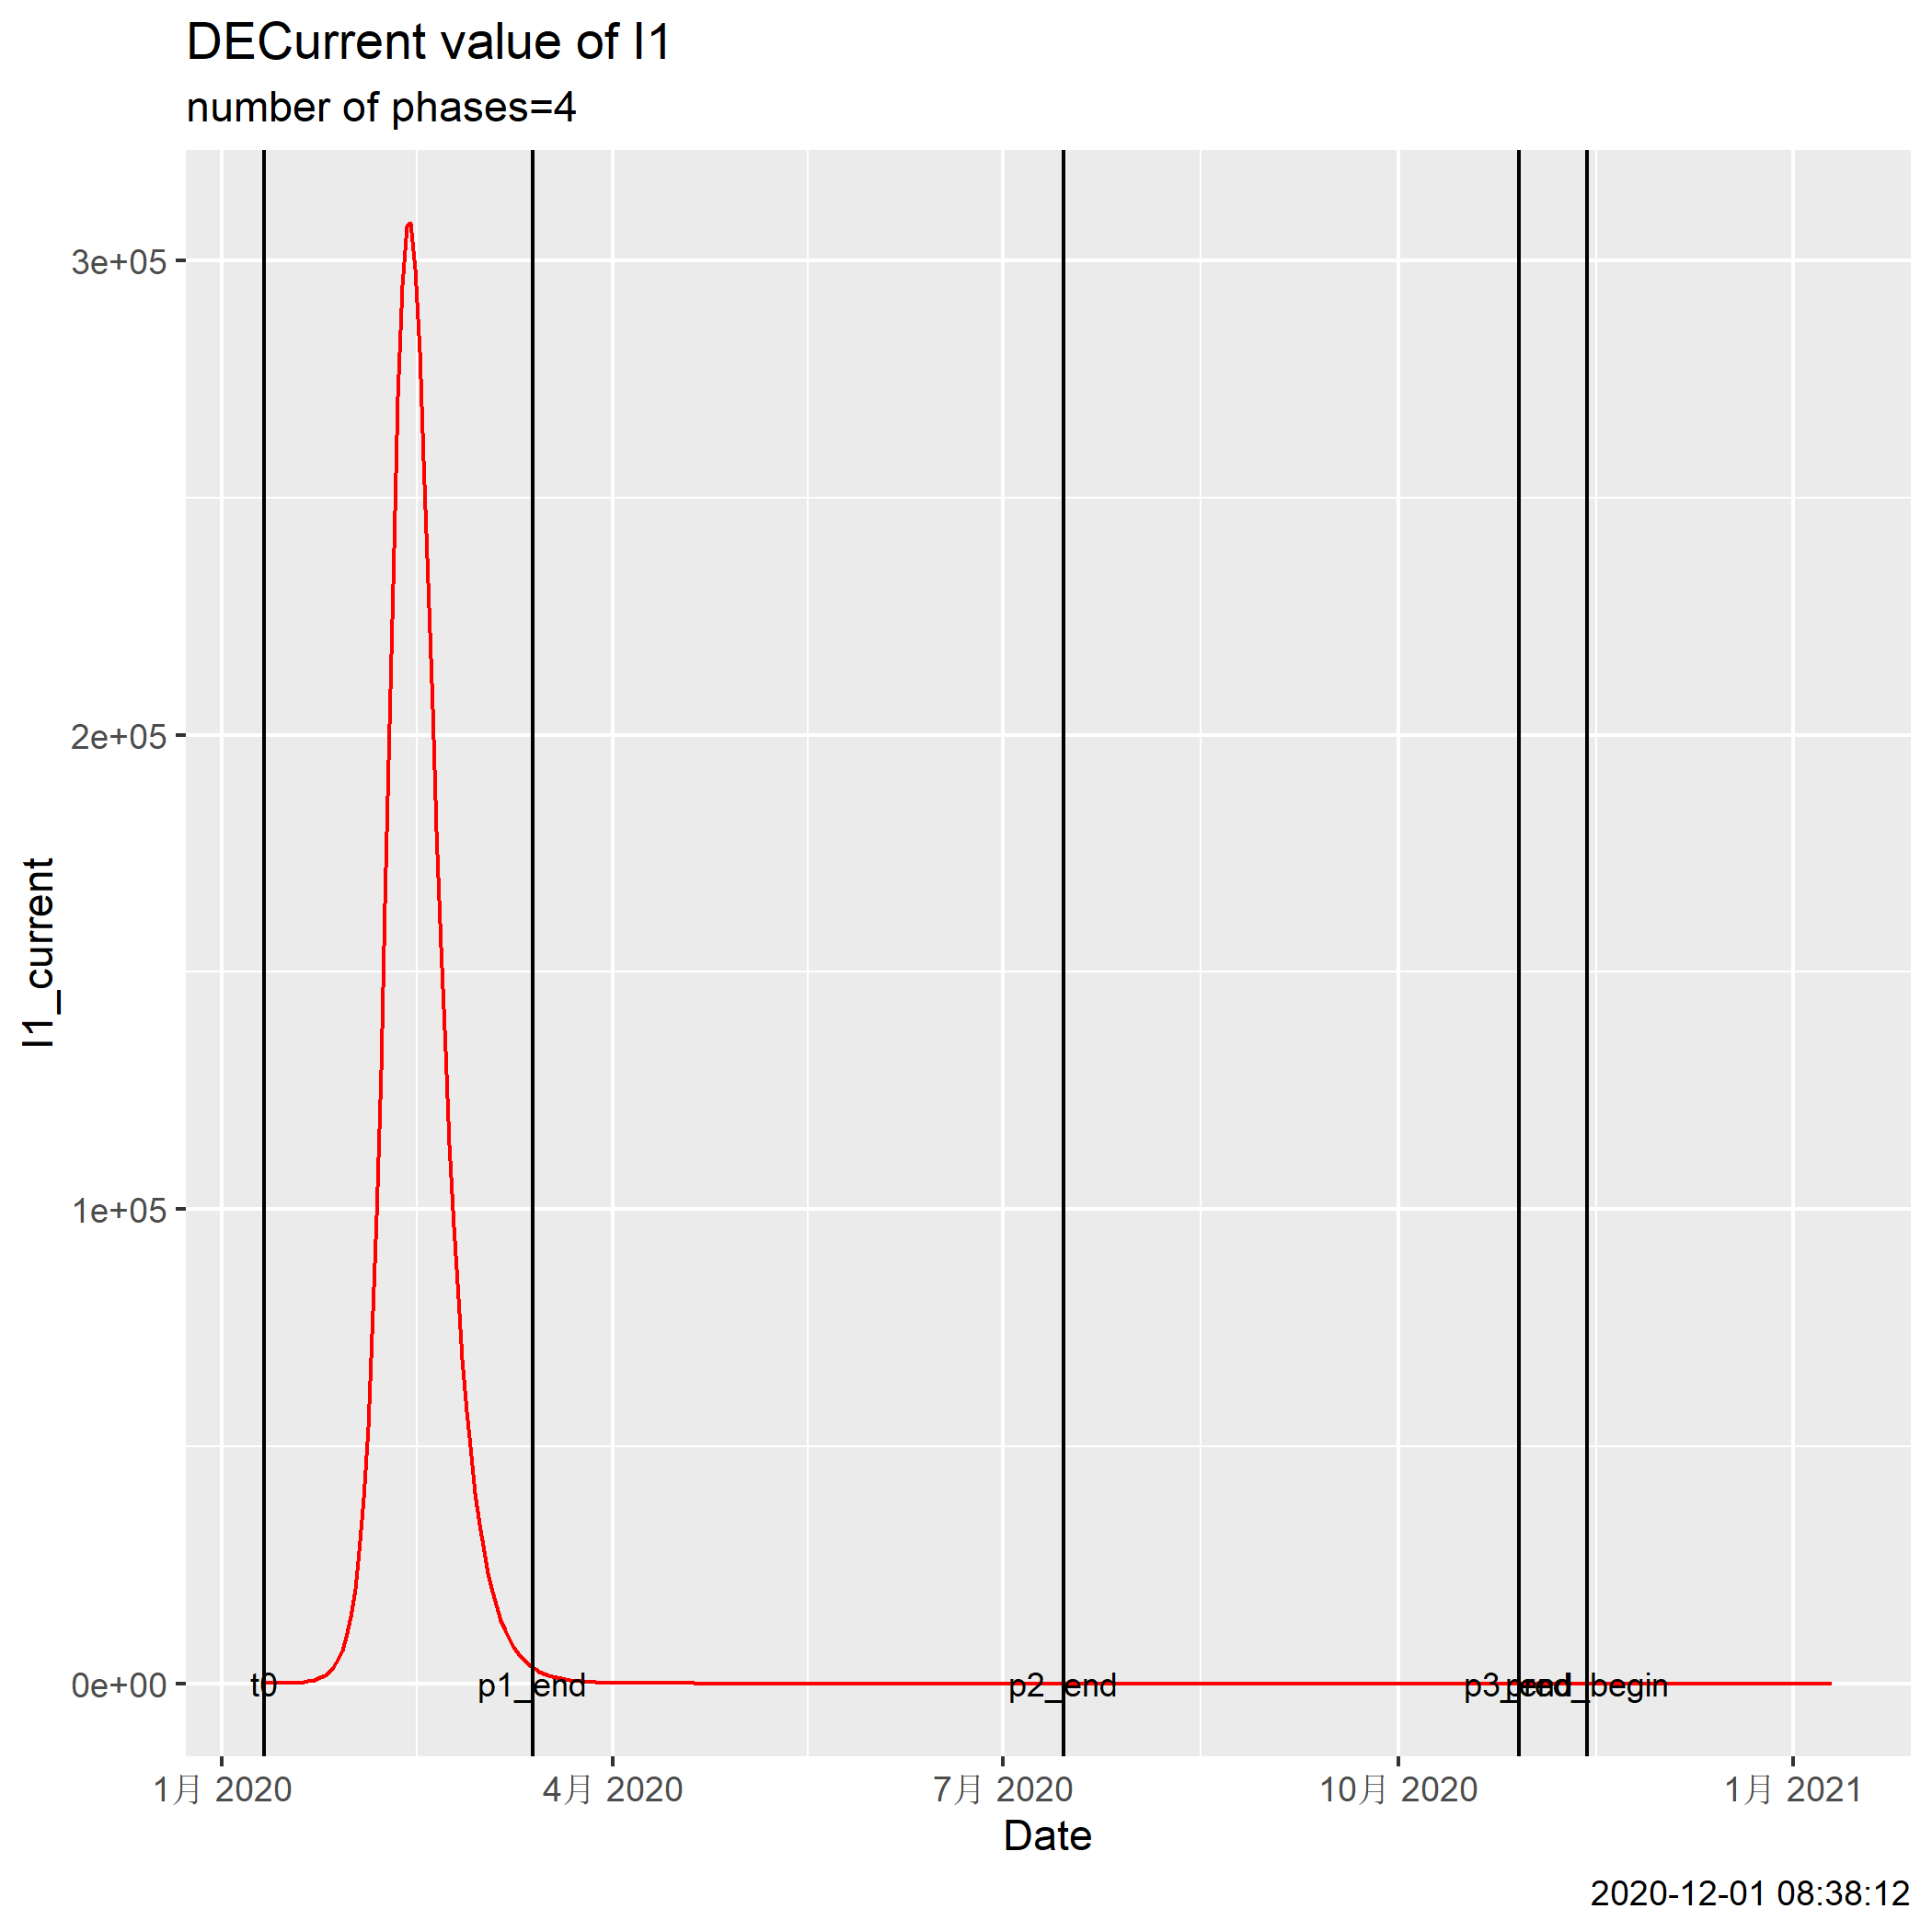 DECurrent value of I1
number of phases=4
3e+05
2e+05
1e+05
0e+00
I1_current
t0
p1_end
p2_end
p3_end
pred_begin
1月 2020
4月 2020
7月 2020
10月 2020
1月 2021
Date
2020-12-01 08:38:12